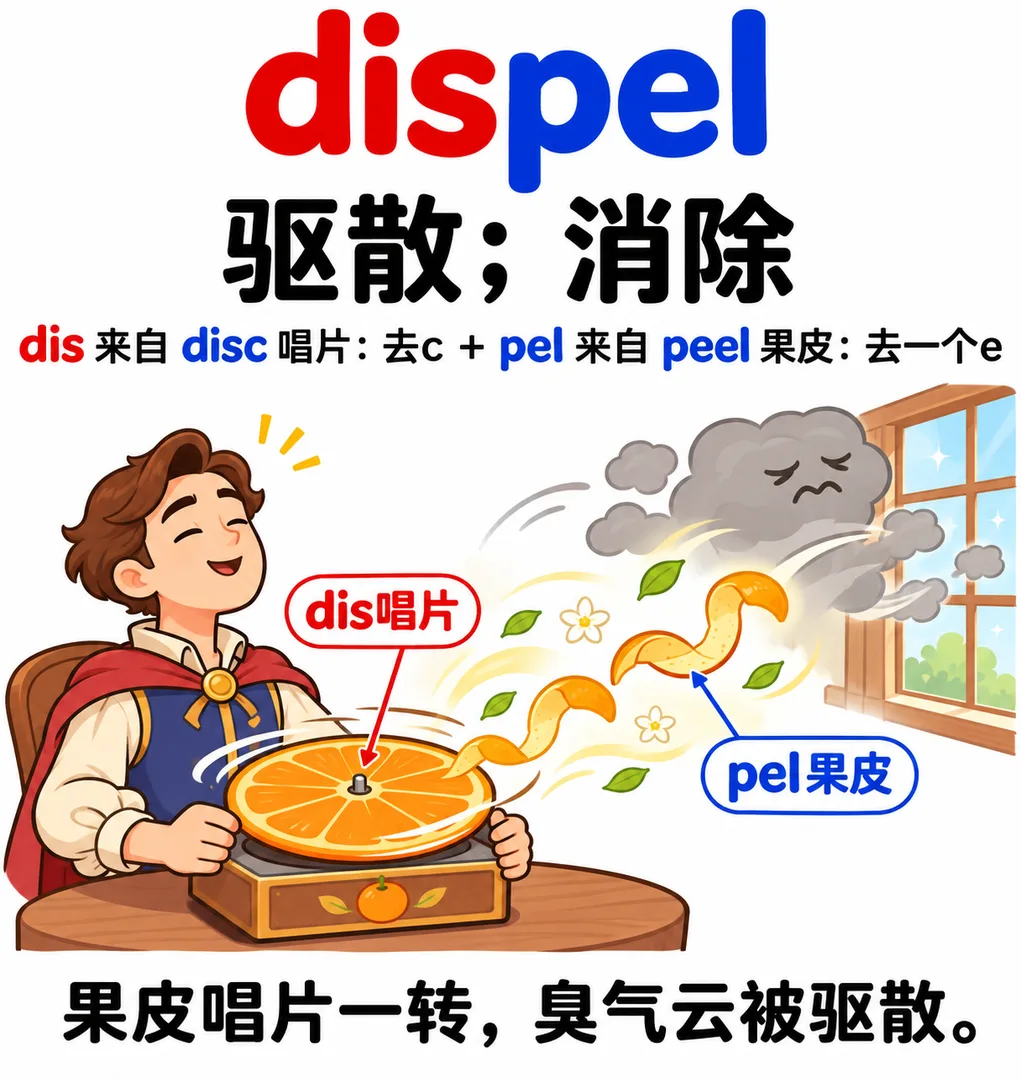 dispel
驱散；消除
dis 来自 disc 唱片：去c + pel 来自 peel 果皮：去一个e
dis唱片
pel果皮
果皮唱片一转，臭气云被驱散。